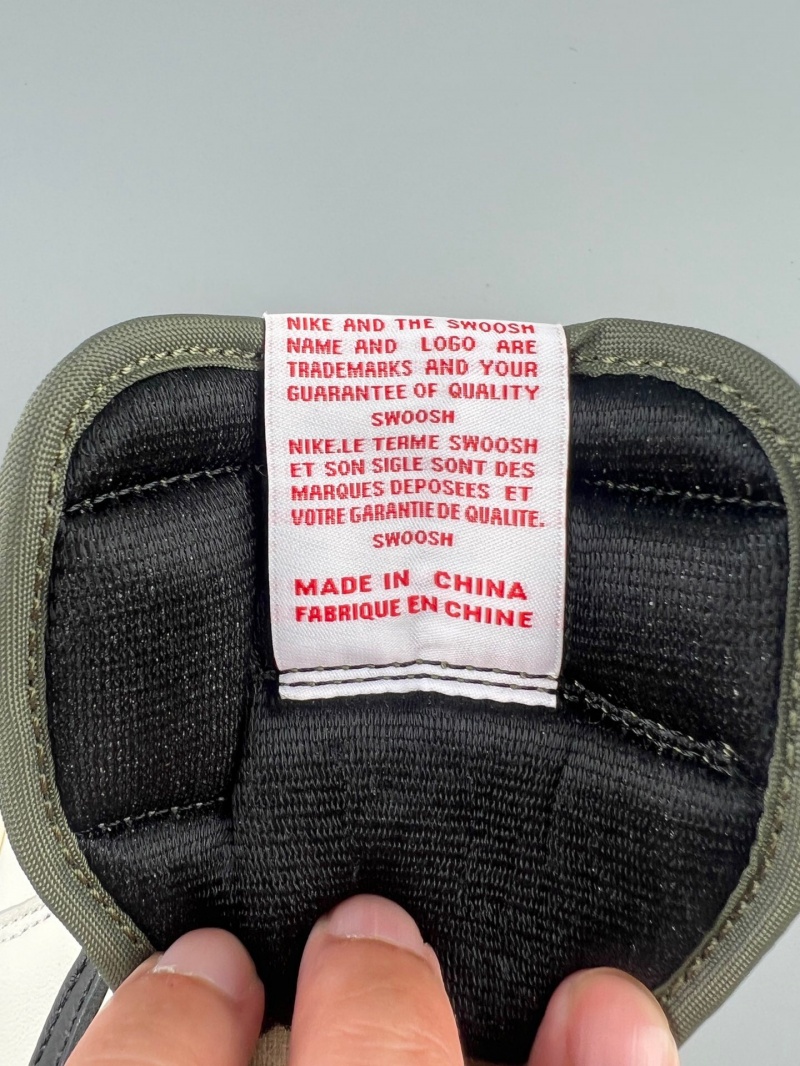 NIKE AND THE SWOOSH
NAME AND LOGO ARE
TRADEMARKS AND YOUR
GUARANTEE OF QUALITY
SWOOSH
NIKE.LE TERME SWOOSH
ET SON SIGLE SONT DES
MARQUES DEPOSEES ET
VOTRE GARANTIE DE QUALITE.
SWOOSH
MADE IN CHINA
FABRIQUE EN CHINE